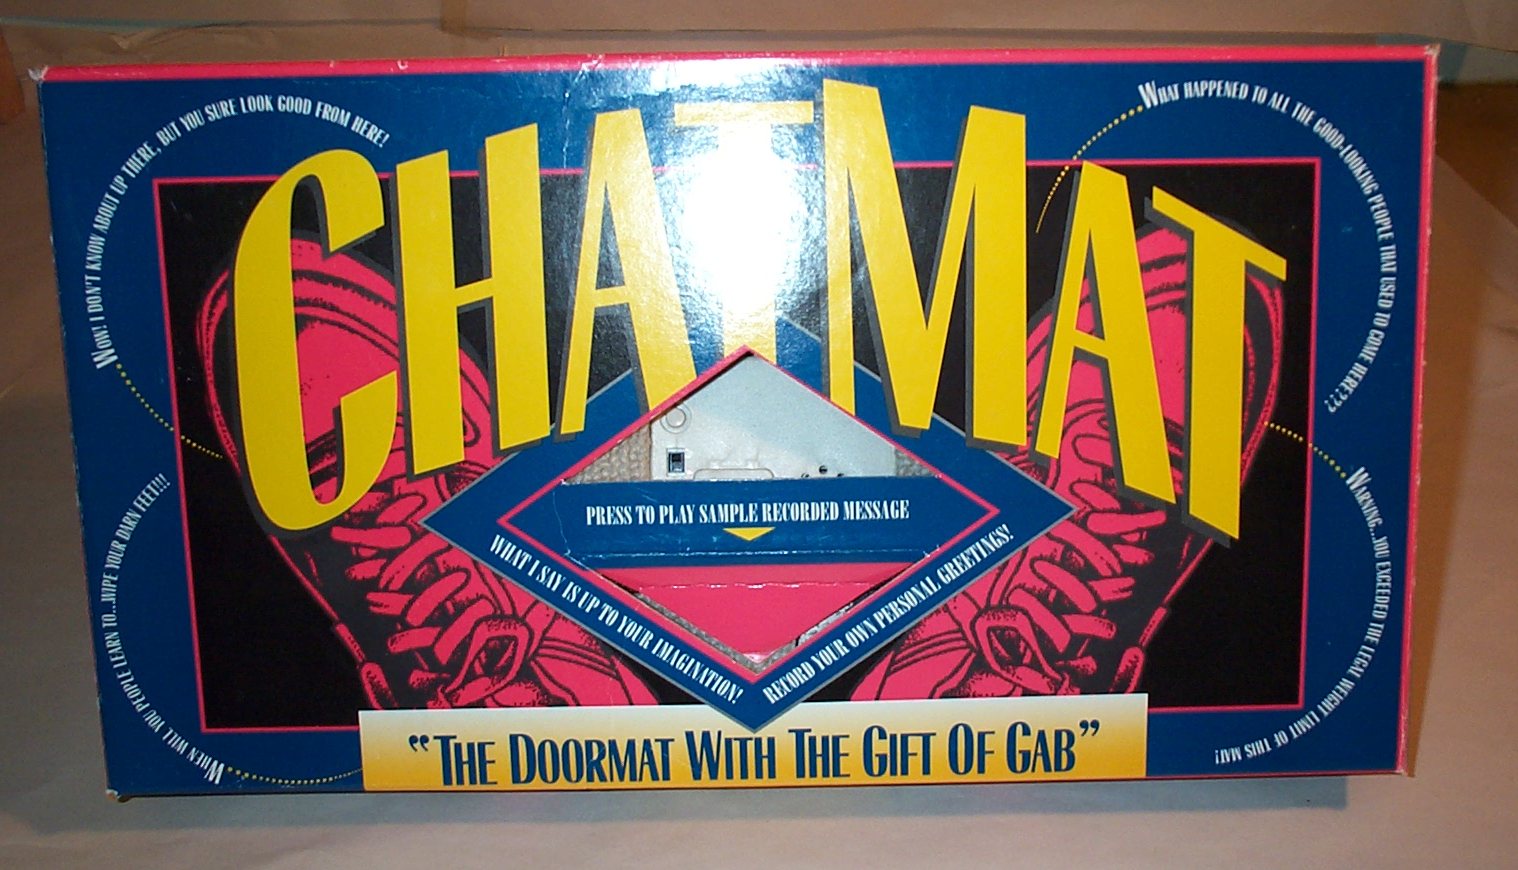 WOW! I DON'T KNOW ABOUT UP THERE, BUT YOU SURE LOOK GOOD FROM HERE!
WHAT HAPPENED TO ALL THE GOOD-LOOKING PEOPLE THAT USED TO COME HERE???
CHATMAT
PRESS TO PLAY SAMPLE RECORDED MESSAGE
WHAT I SAY IS UP TO YOUR IMAGINATION!
RECORD YOUR OWN PERSONAL GREETINGS!
WHEN WILL YOU PEOPLE LEARN TO...WIPE YOUR DARN FEET!!!
WARNING...YOU EXCEEDED THE LEGAL WEIGHT LIMIT OF THIS MAT!
"THE DOORMAT WITH THE GIFT OF GAB"